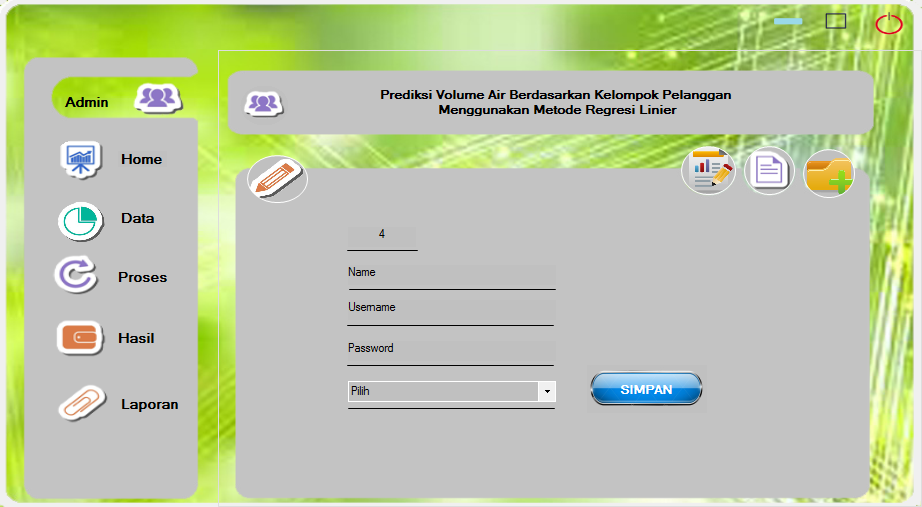 Admin
Home
Data
Proses
Hasil
Laporan
Prediksi Volume Air Berdasarkan Kelompok Pelanggan
Menggunakan Metode Regresi Linier
4
Name
Username
Password
Pilih
SIMPAN